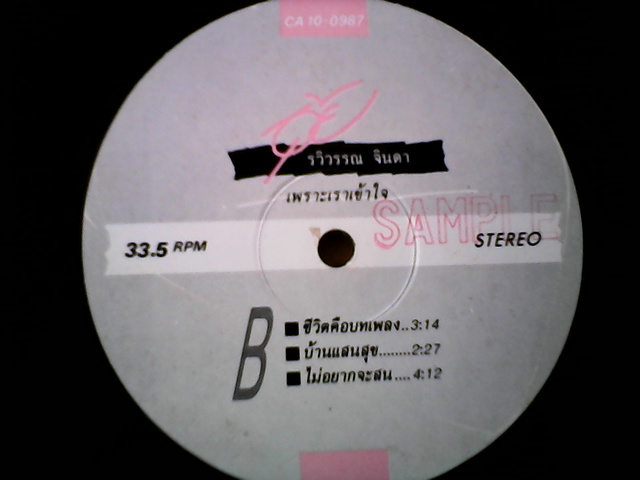 CA 10-0987
รวิวรรณ จินดา
เพราะเราเข้าใจ
SAMPLE
33.5 RPM
STEREO
B
ชีวิตคือบทเพลง..3:14
บ้านแสนสุข........2:27
ไม่อยากจะสน....4:12